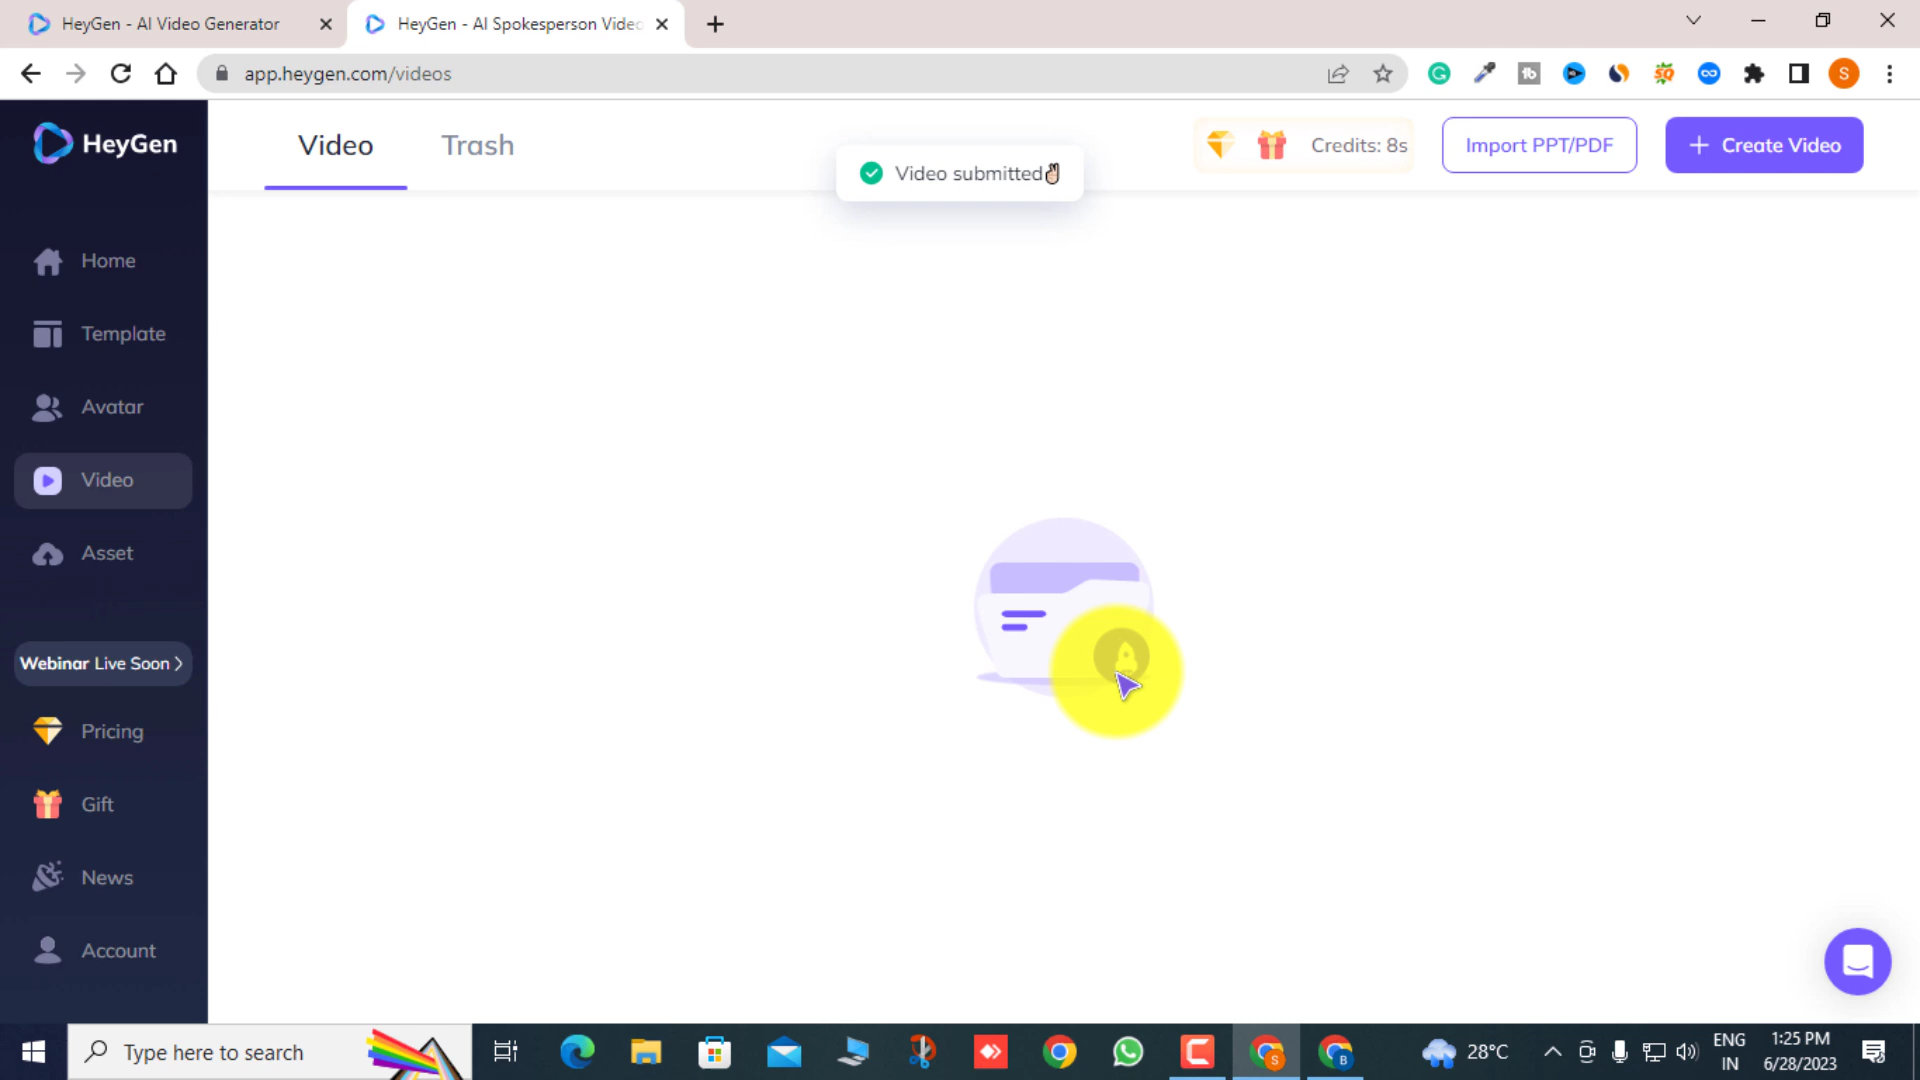 HeyGen - AI Video Generator
HeyGen - AI Spokesperson Video
app.heygen.com/videos
S
HeyGen
Video
Trash
Video submitted✌🏻
Credits: 8s
Import PPT/PDF
+ Create Video
Home
Template
Avatar
Video
Asset
Webinar Live Soon >
Pricing
Gift
News
Account
Type here to search
28°C
ENG
IN
1:25 PM
6/28/2023